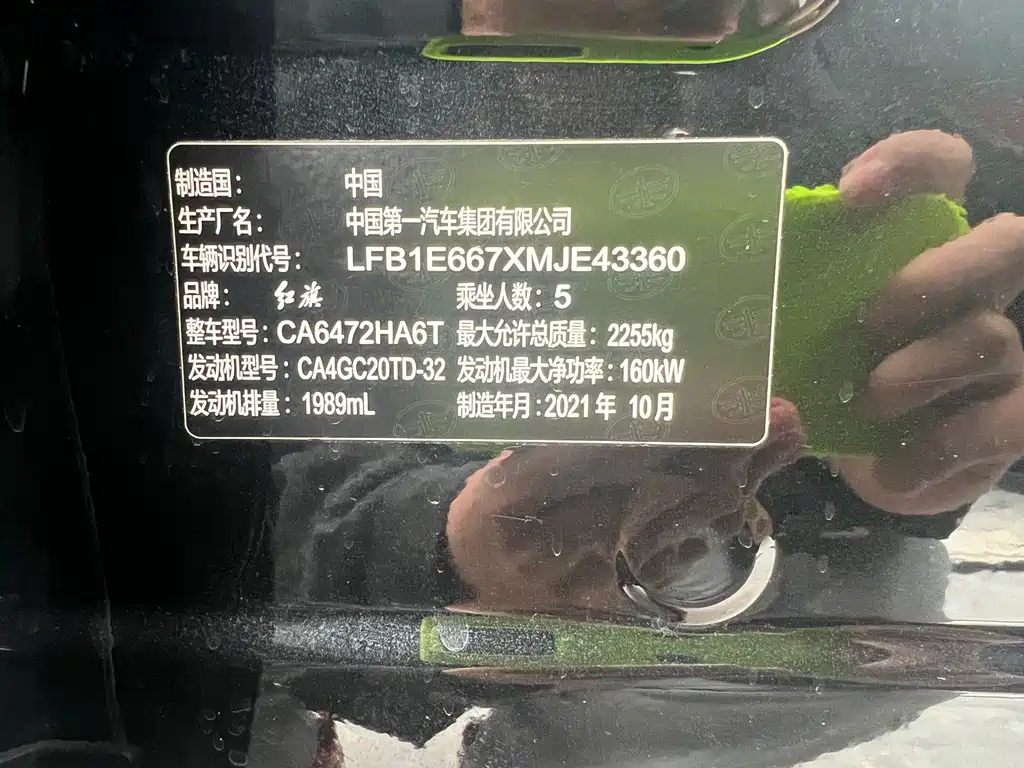 制造国： 中国
生产厂名： 中国第一汽车集团有限公司
车辆识别代号： LFB1E667XMJE43360
品牌： 红旗 乘坐人数：5
整车型号：CA6472HA6T 最大允许总质量：2255kg
发动机型号：CA4GC20TD-32 发动机最大净功率：160kW
发动机排量：1989mL 制造年月：2021年 10月